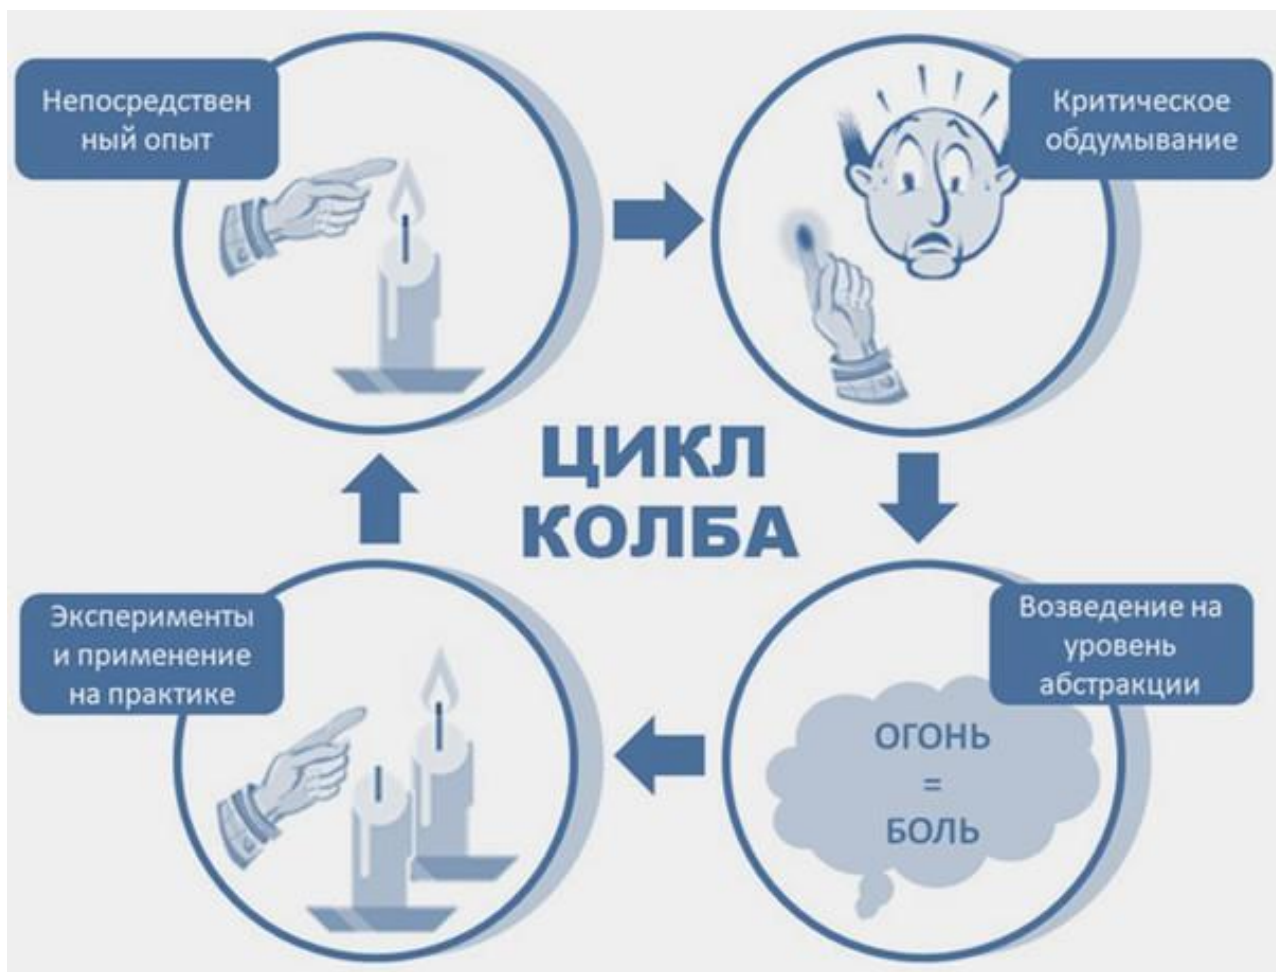 Непосредствен
ный опыт
Критическое
обдумывание
ЦИКЛ
КОЛБА
Эксперименты
и применение
на практике
Возведение на
уровень
абстракции
ОГОНЬ
=
БОЛЬ